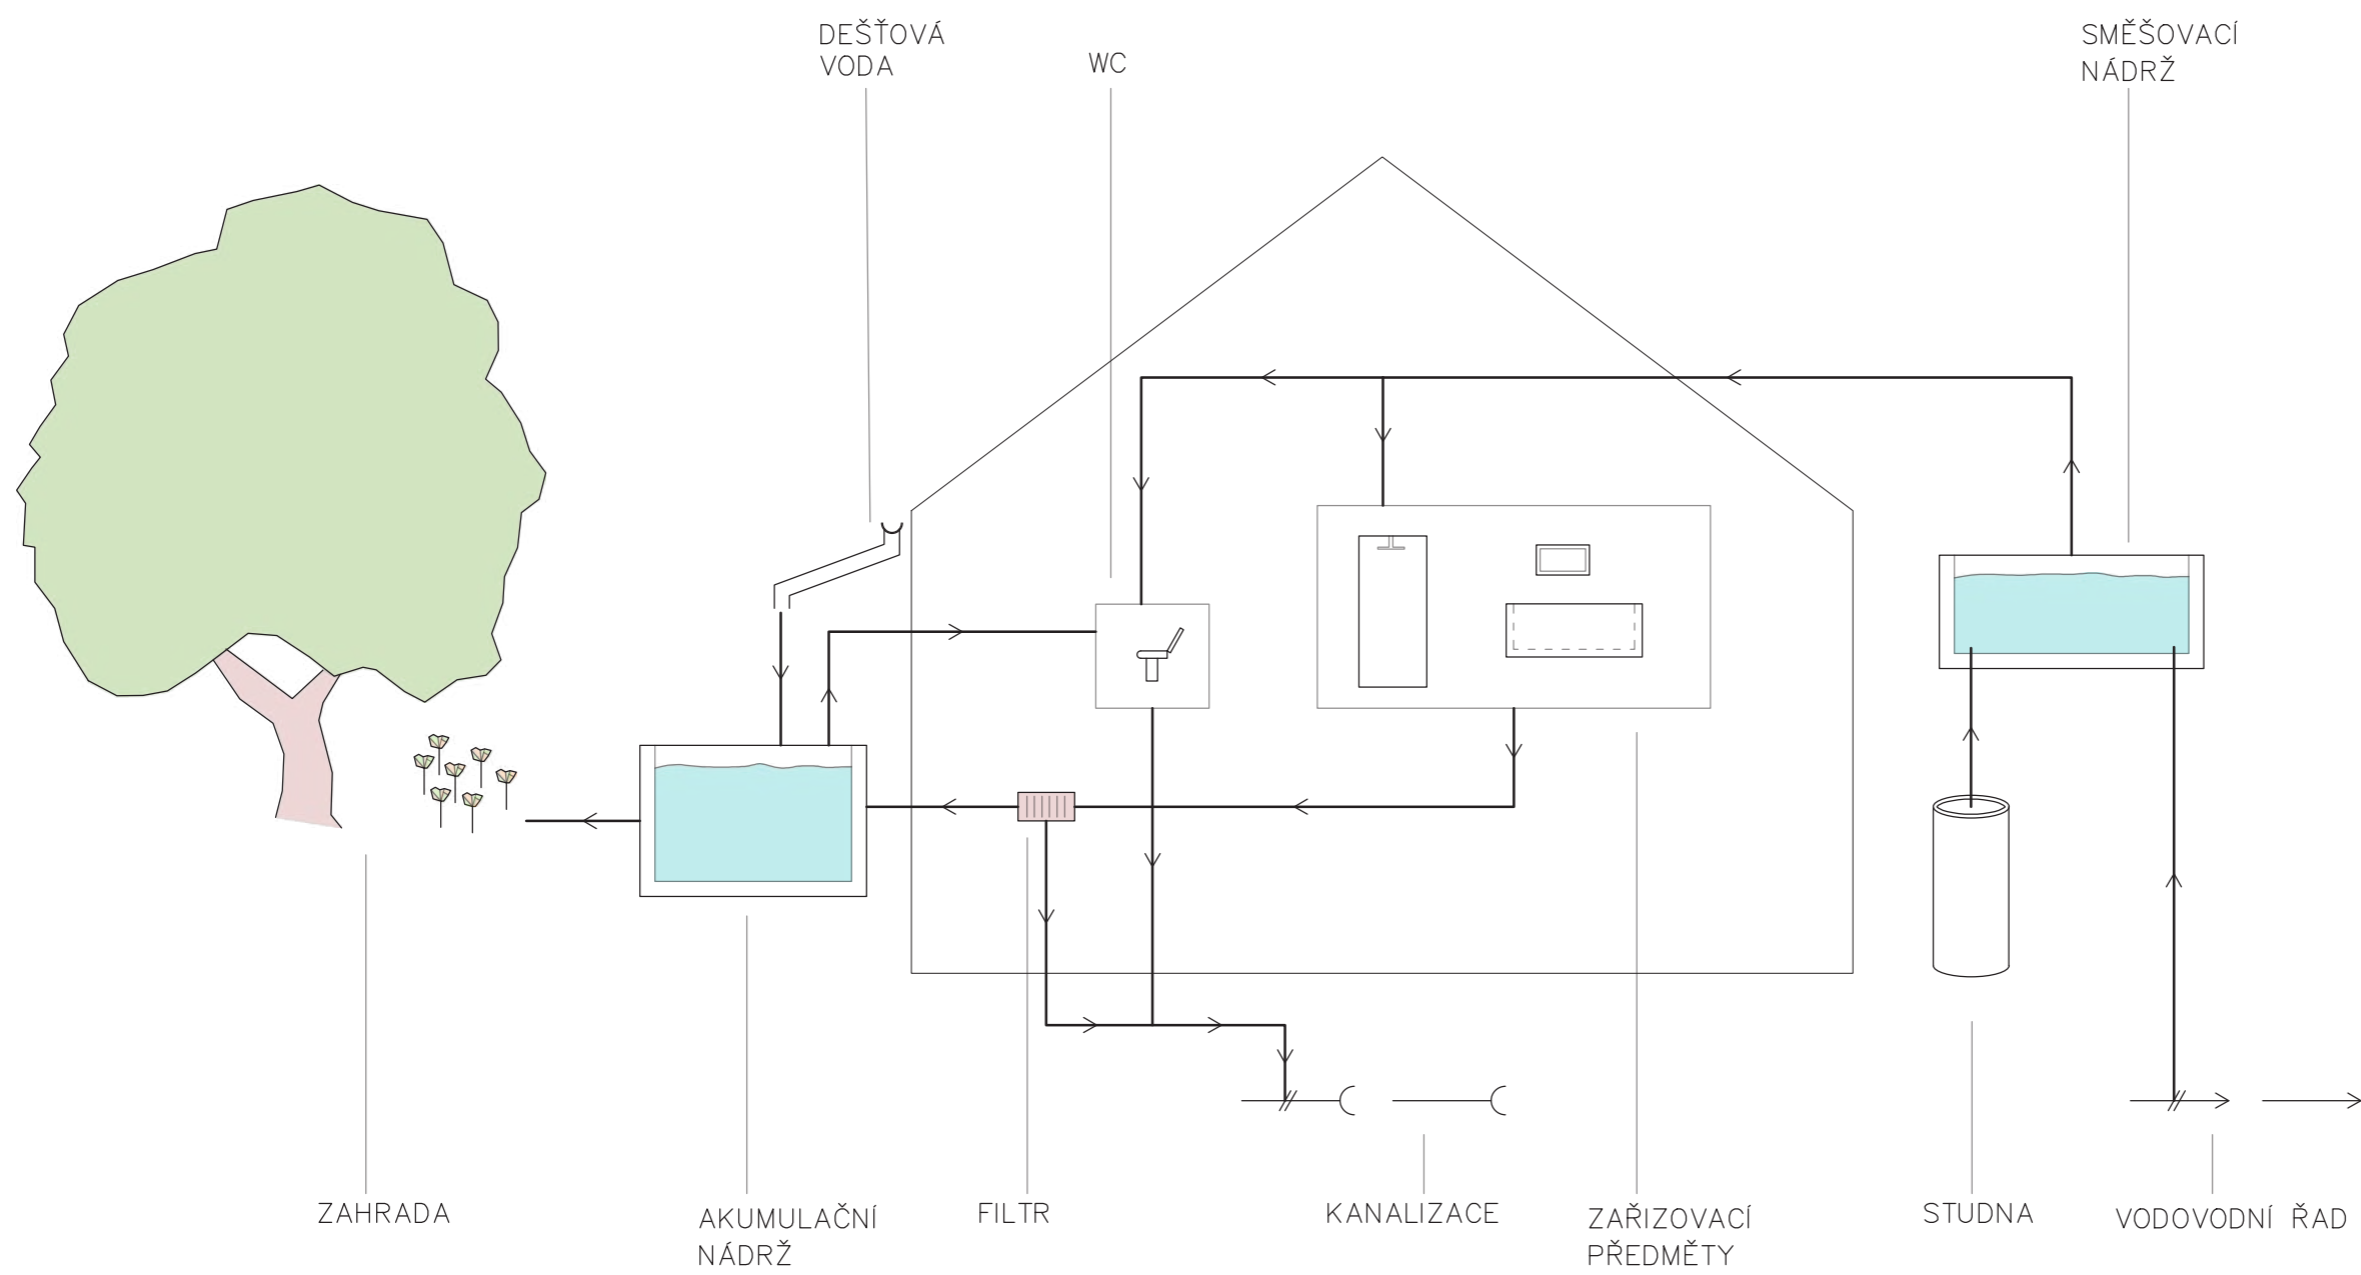 DEŠŤOVÁ
VODA
WC
SMĚŠOVACÍ
NÁDRŽ
ZAHRADA
AKUMULAČNÍ
NÁDRŽ
FILTR
KANALIZACE
ZAŘIZOVACÍ
PŘEDMĚTY
STUDNA
VODOVODNÍ ŘAD